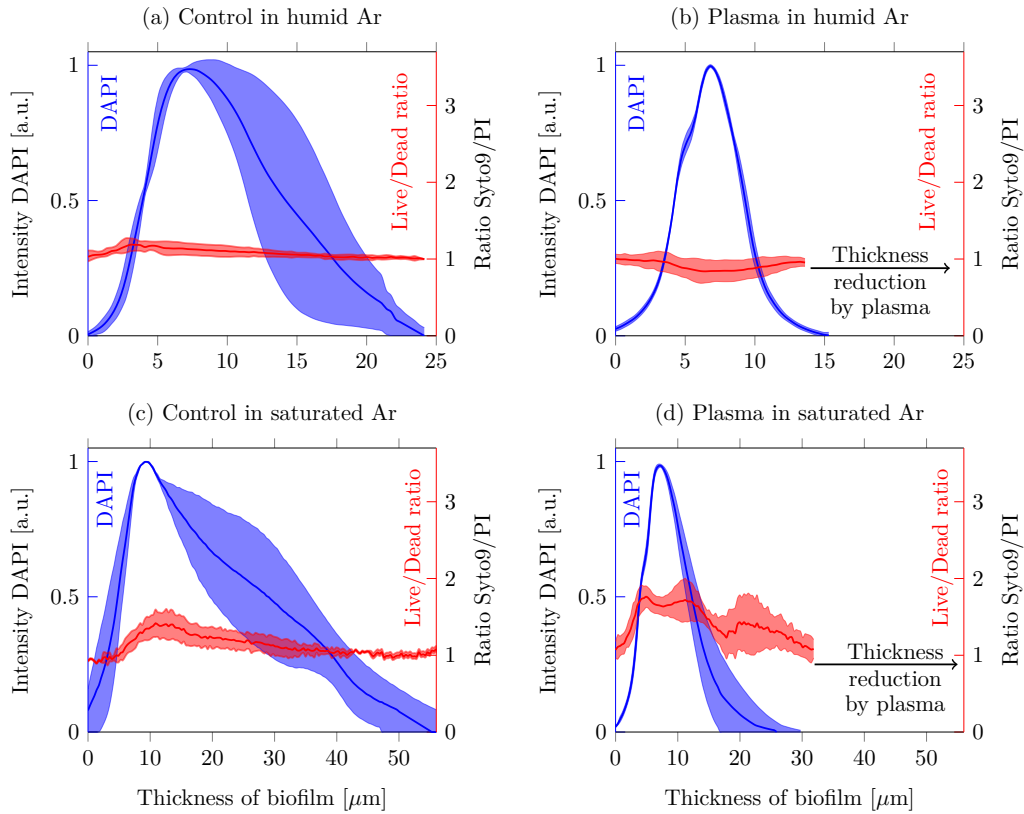 (a) Control in humid Ar
Intensity DAPI [a.u.]
1
0.5
0
DAPI
Live/Dead ratio
3
2
1
0
Ratio Syto9/PI
0 5 10 15 20 25
(b) Plasma in humid Ar
Intensity DAPI [a.u.]
1
0.5
0
DAPI
Live/Dead ratio
Thickness
reduction
by plasma
3
2
1
0
Ratio Syto9/PI
0 5 10 15 20 25
(c) Control in saturated Ar
Intensity DAPI [a.u.]
1
0.5
0
DAPI
Live/Dead ratio
3
2
1
0
Ratio Syto9/PI
0 10 20 30 40 50
Thickness of biofilm [μm]
(d) Plasma in saturated Ar
Intensity DAPI [a.u.]
1
0.5
0
DAPI
Live/Dead ratio
Thickness
reduction
by plasma
3
2
1
0
Ratio Syto9/PI
0 10 20 30 40 50
Thickness of biofilm [μm]